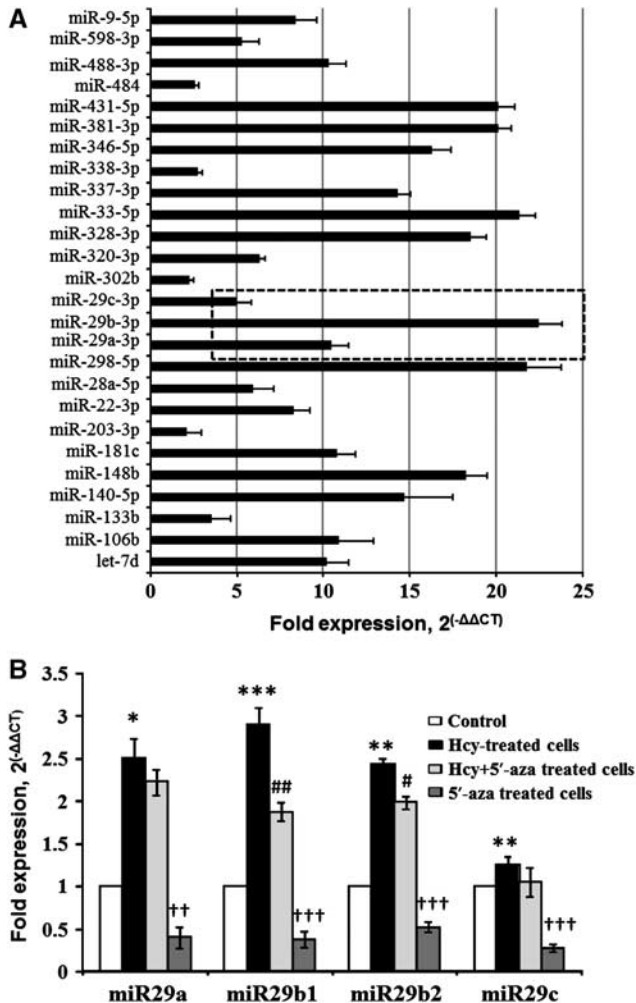 A
miR-9-5p
miR-598-3p
miR-488-3p
miR-484
miR-431-5p
miR-381-3p
miR-346-5p
miR-338-3p
miR-337-3p
miR-33-5p
miR-328-3p
miR-320-3p
miR-302b
miR-29c-3p
miR-29b-3p
miR-29a-3p
miR-298-5p
miR-28a-5p
miR-22-3p
miR-203-3p
miR-181c
miR-148b
miR-140-5p
miR-133b
miR-106b
let-7d
0 5 10 15 20 25
Fold expression, 2(-ΔΔCT)
B
Fold expression, 2(-ΔΔCT)
3.5
3
2.5
2
1.5
1
0.5
0
* †† *** ## ††† ** # ††† ** †††
Control
Hcy-treated cells
Hcy+5′-aza treated cells
5′-aza treated cells
miR29a miR29b1 miR29b2 miR29c